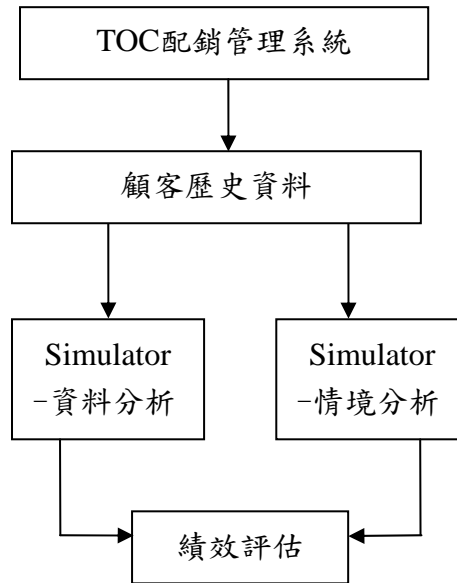 TOC配銷管理系統
顧客歷史資料
Simulator
-資料分析
Simulator
-情境分析
績效評估